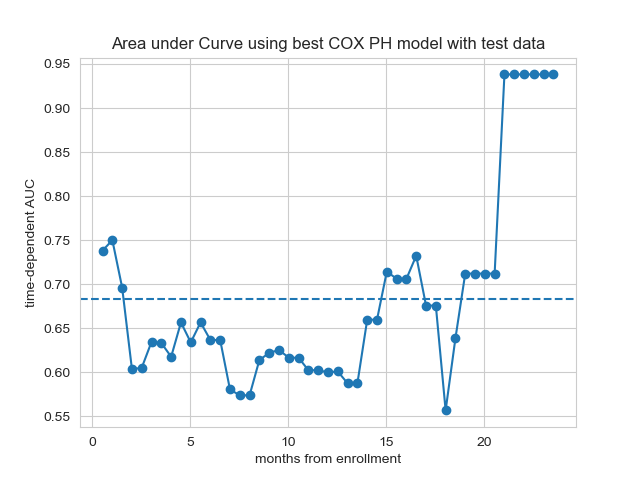 Area under Curve using best COX PH model with test data
time-dependent AUC
0.95
0.90
0.85
0.80
0.75
0.70
0.65
0.60
0.55
0 5 10 15 20
months from enrollment